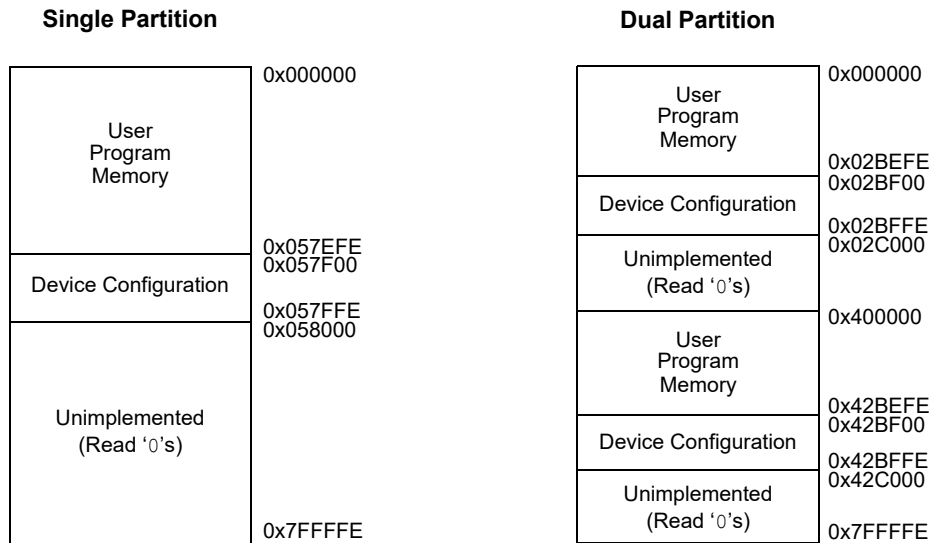 Single Partition
0x000000
User
Program
Memory
0x057EFE
0x057F00
Device Configuration
0x057FFE
0x058000
Unimplemented
(Read ‘0’s)
0x7FFFFE
Dual Partition
0x000000
User
Program
Memory
0x02BEFE
0x02BF00
Device Configuration
0x02BFFE
0x02C000
Unimplemented
(Read ‘0’s)
0x400000
User
Program
Memory
0x42BEFE
0x42BF00
Device Configuration
0x42BFFE
0x42C000
Unimplemented
(Read ‘0’s)
0x7FFFFE